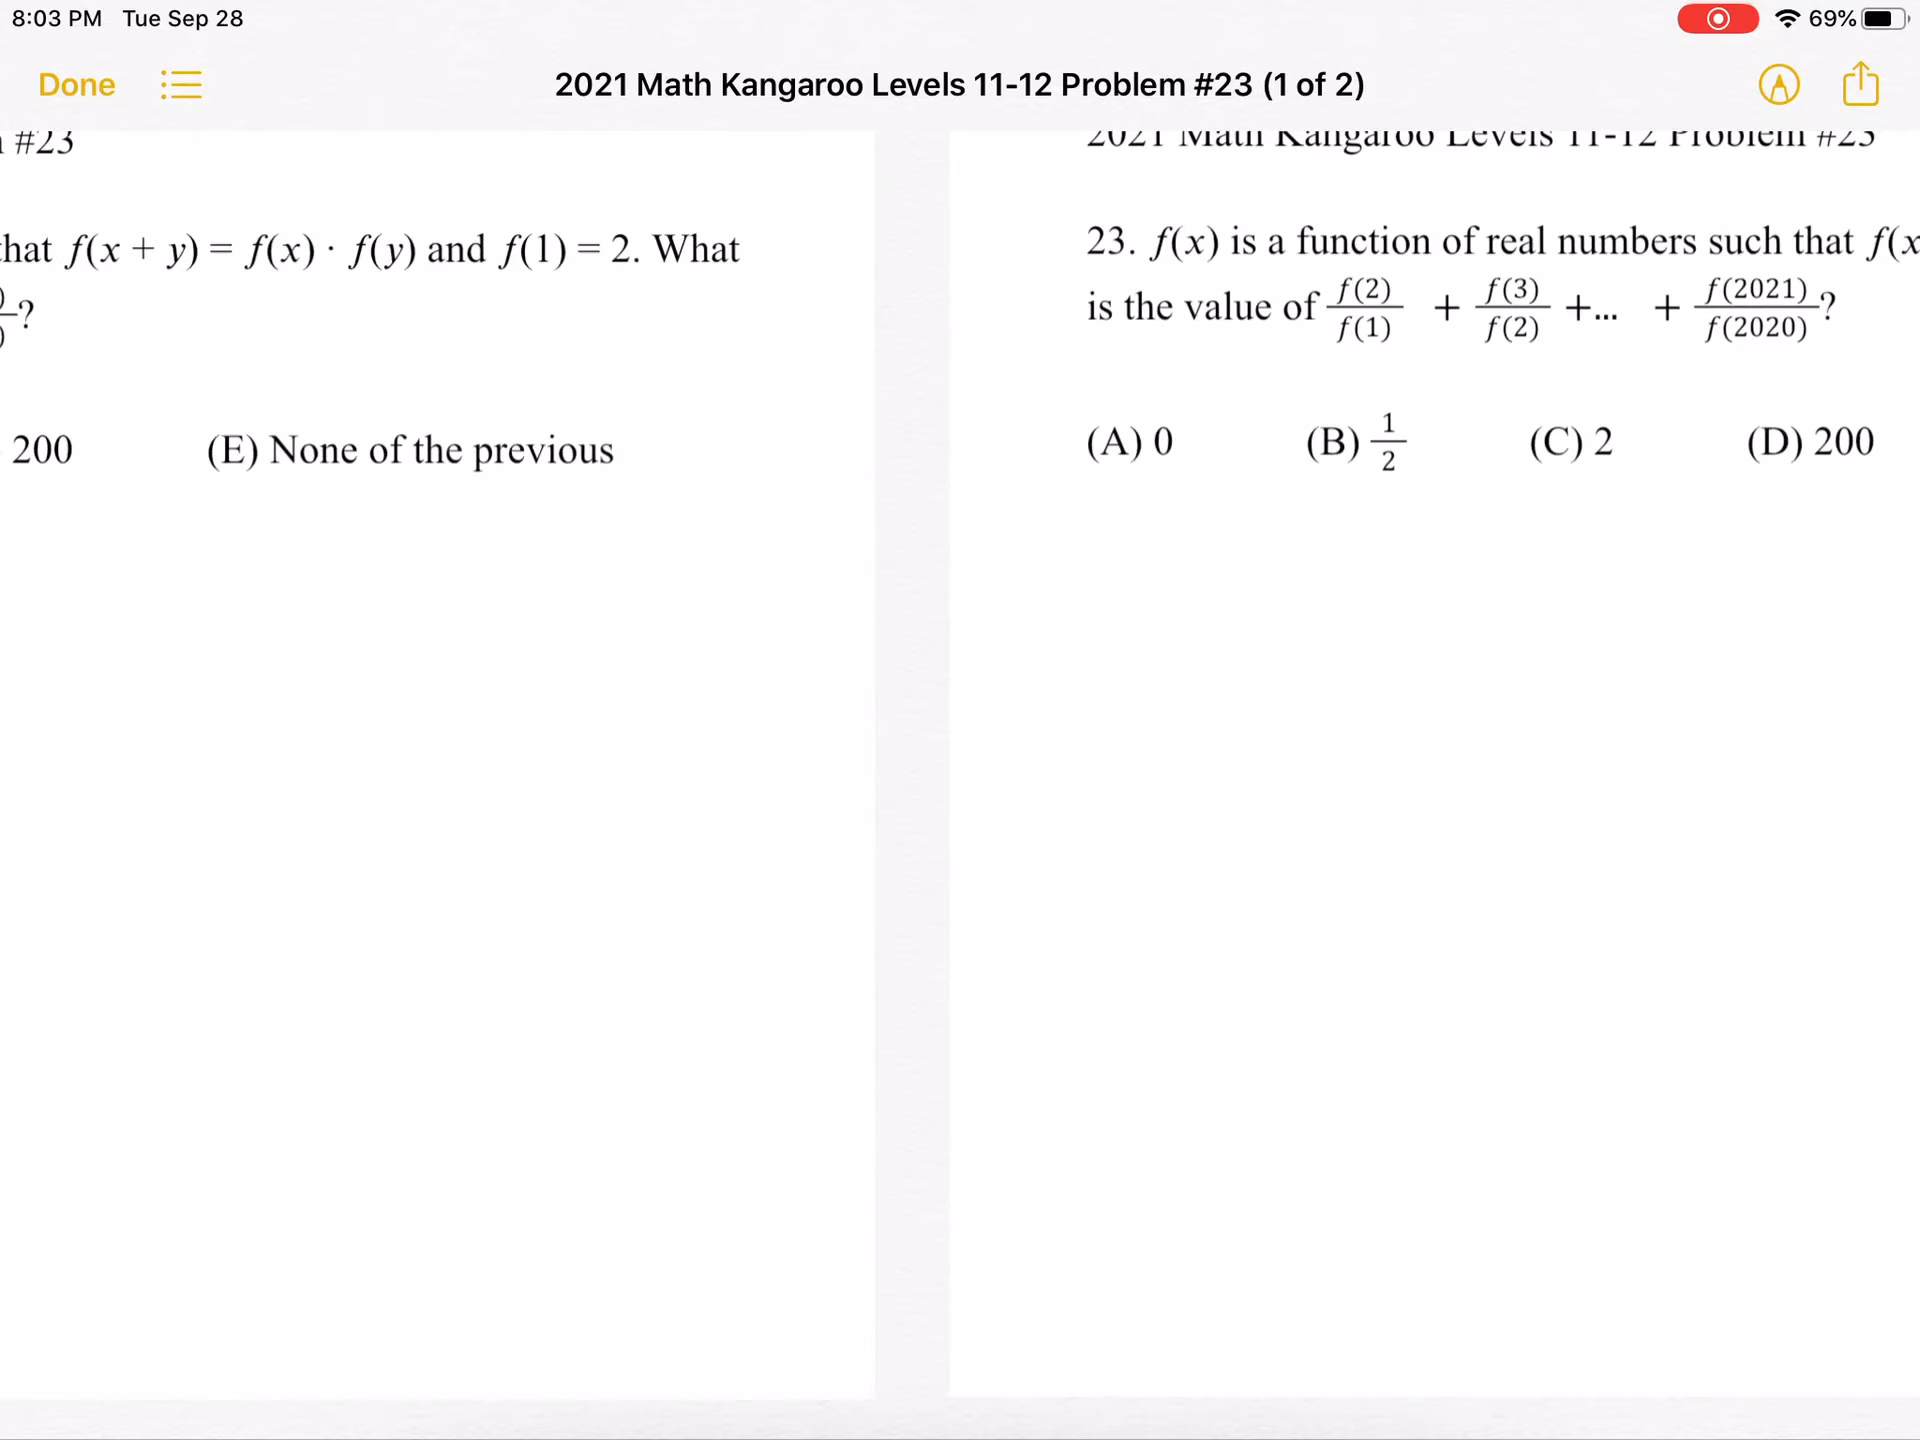 8:03 PM Tue Sep 28
69%
Done
2021 Math Kangaroo Levels 11-12 Problem #23 (1 of 2)
#23
that f(x + y) = f(x) · f(y) and f(1) = 2. What
?
200 (E) None of the previous
2021 Math Kangaroo Levels 11-12 Problem #23
23. f(x) is a function of real numbers such that f(x
is the value of f(2)/f(1) + f(3)/f(2) +... + f(2021)/f(2020)?
(A) 0 (B) 1/2 (C) 2 (D) 200